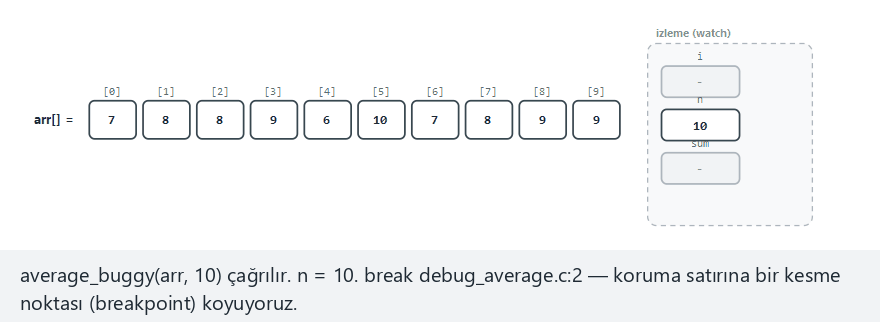 izleme (watch)
i
-
[0] [1] [2] [3] [4] [5] [6] [7] [8] [9]
arr[] = 7 8 8 9 6 10 7 8 9 9
n
10
sum
-
average_buggy(arr, 10) çağrılır. n = 10. break debug_average.c:2 — koruma satırına bir kesme
noktası (breakpoint) koyuyoruz.